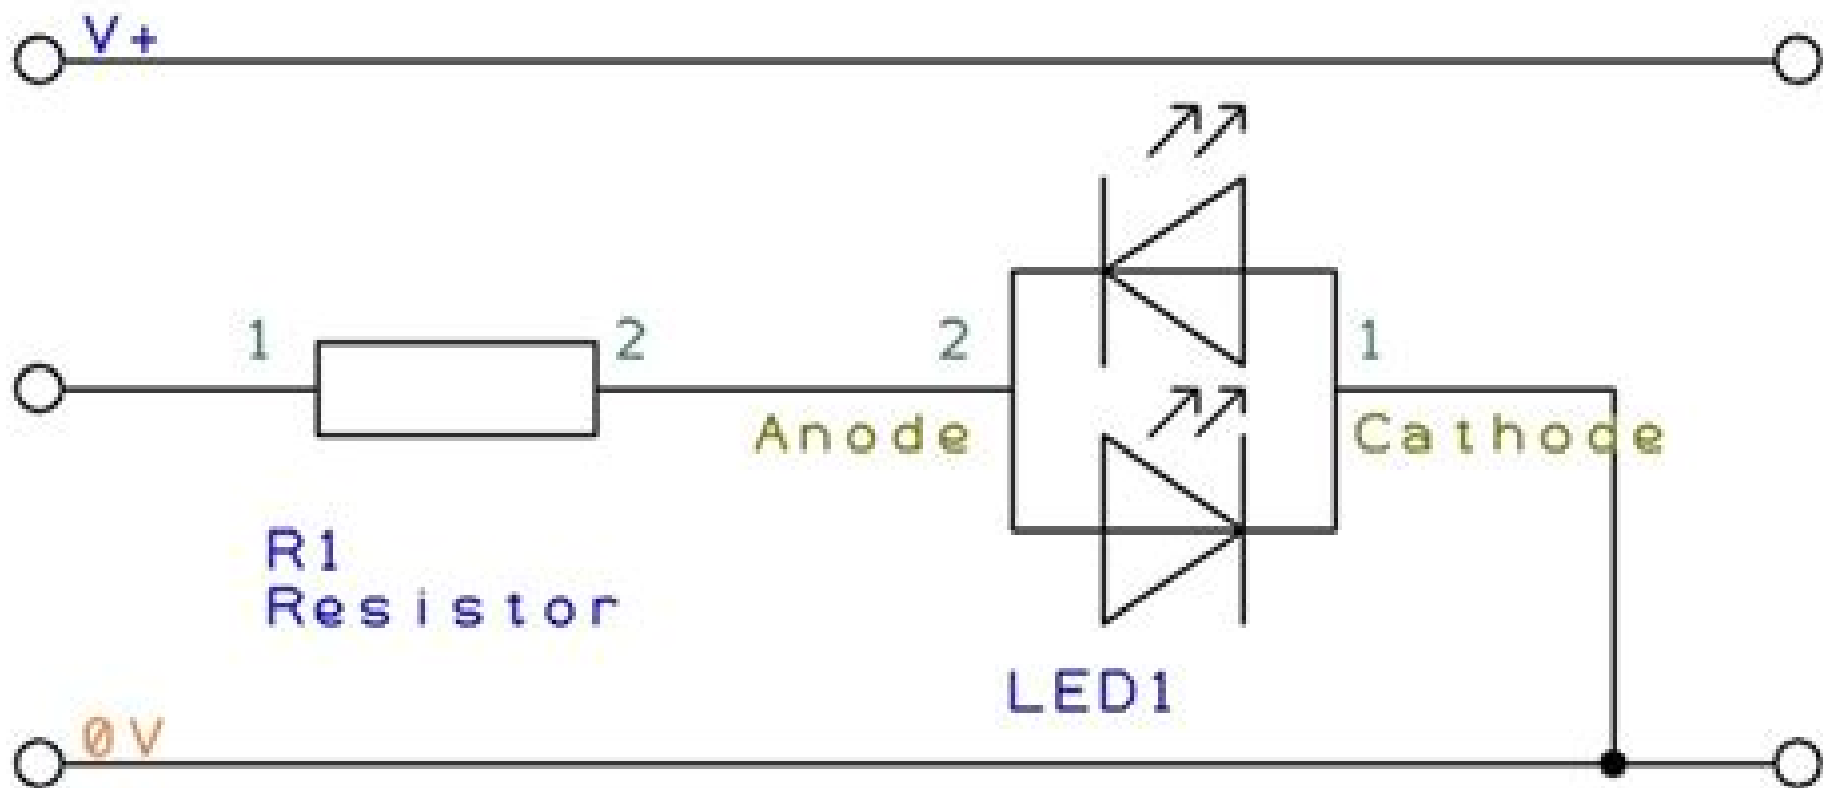 V+
1
2
2
1
Anode
Cathode
R1
Resistor
LED1
0V